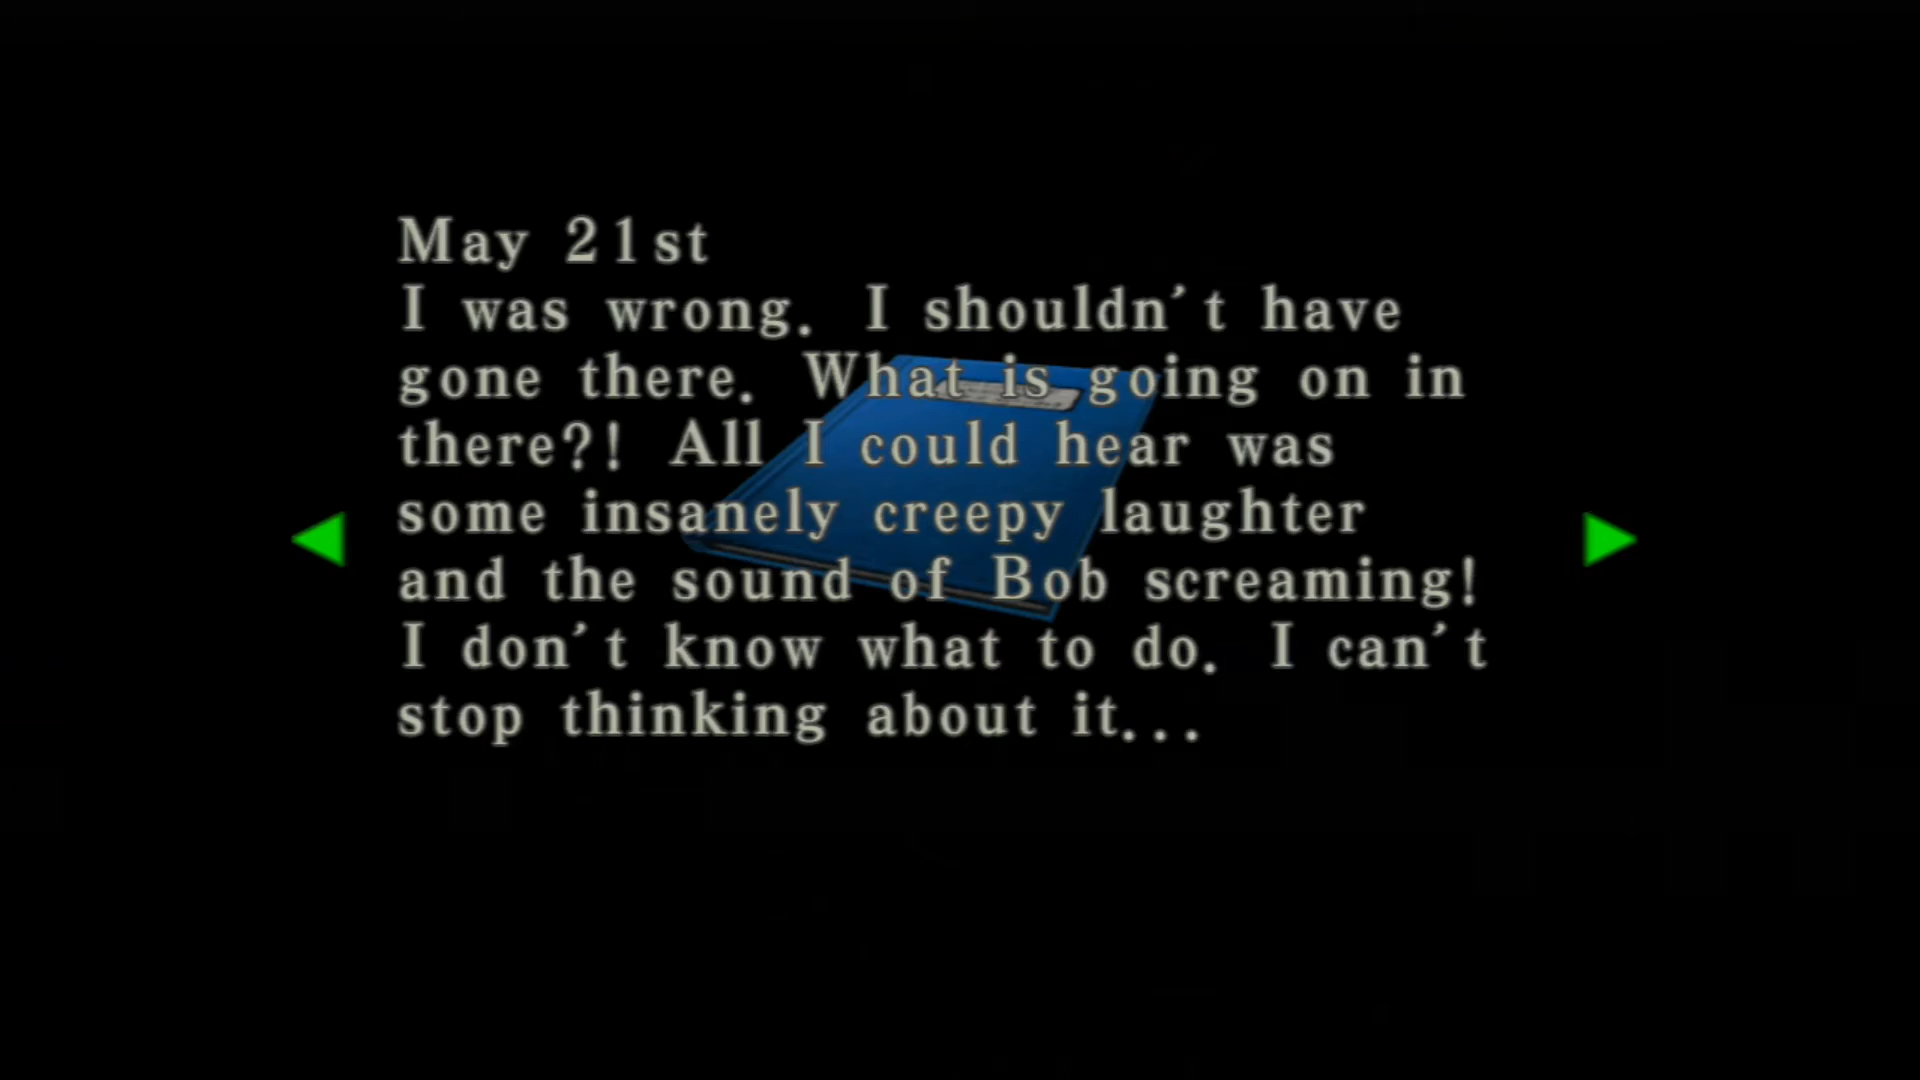 May 21st
I was wrong. I shouldn't have
gone there. What is going on in
there?! All I could hear was
some insanely creepy laughter
and the sound of Bob screaming!
I don't know what to do. I can't
stop thinking about it...